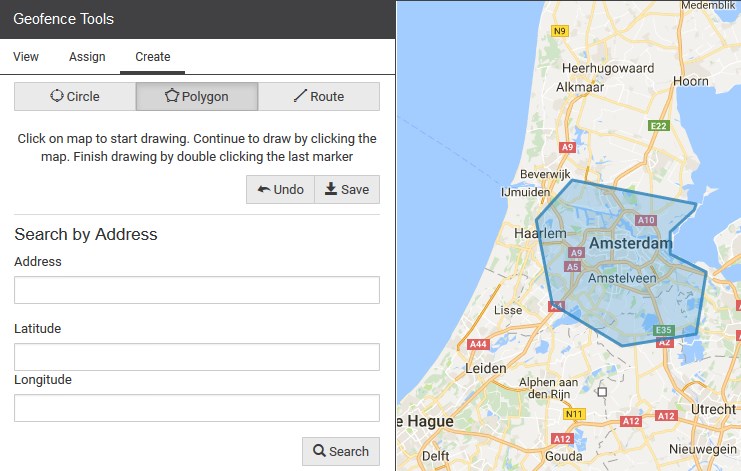 Geofence Tools
View Assign Create
Circle Polygon Route
Click on map to start drawing. Continue to draw by clicking the
map. Finish drawing by double clicking the last marker
Undo Save
Search by Address
Address
Latitude
Longitude
Search
Medemblik
N9
Heerhugowaard
Hoorn
Alkmaar
E22
A9
Beverwijk
IJmuiden
A10
Haarlem
Amsterdam
A9
A5
Amstelveen
A4
Lisse
E35
A2
A44
Leiden
Alphen aan
den Rijn
N11
A12
A12
Utrecht
e Hague
A12
Nieuwegein
Delft
Gouda